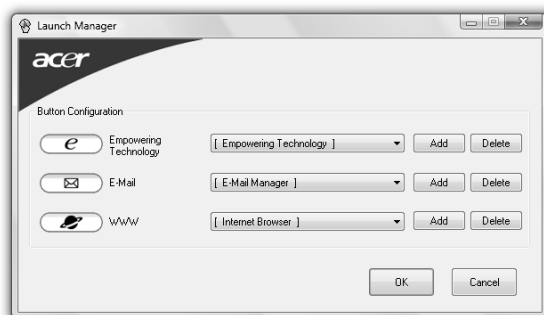 Launch Manager
acer
Button Configuration
e Empowering Technology [ Empowering Technology ] Add Delete
E-Mail [ E-Mail Manager ] Add Delete
WWW [ Internet Browser ] Add Delete
OK Cancel